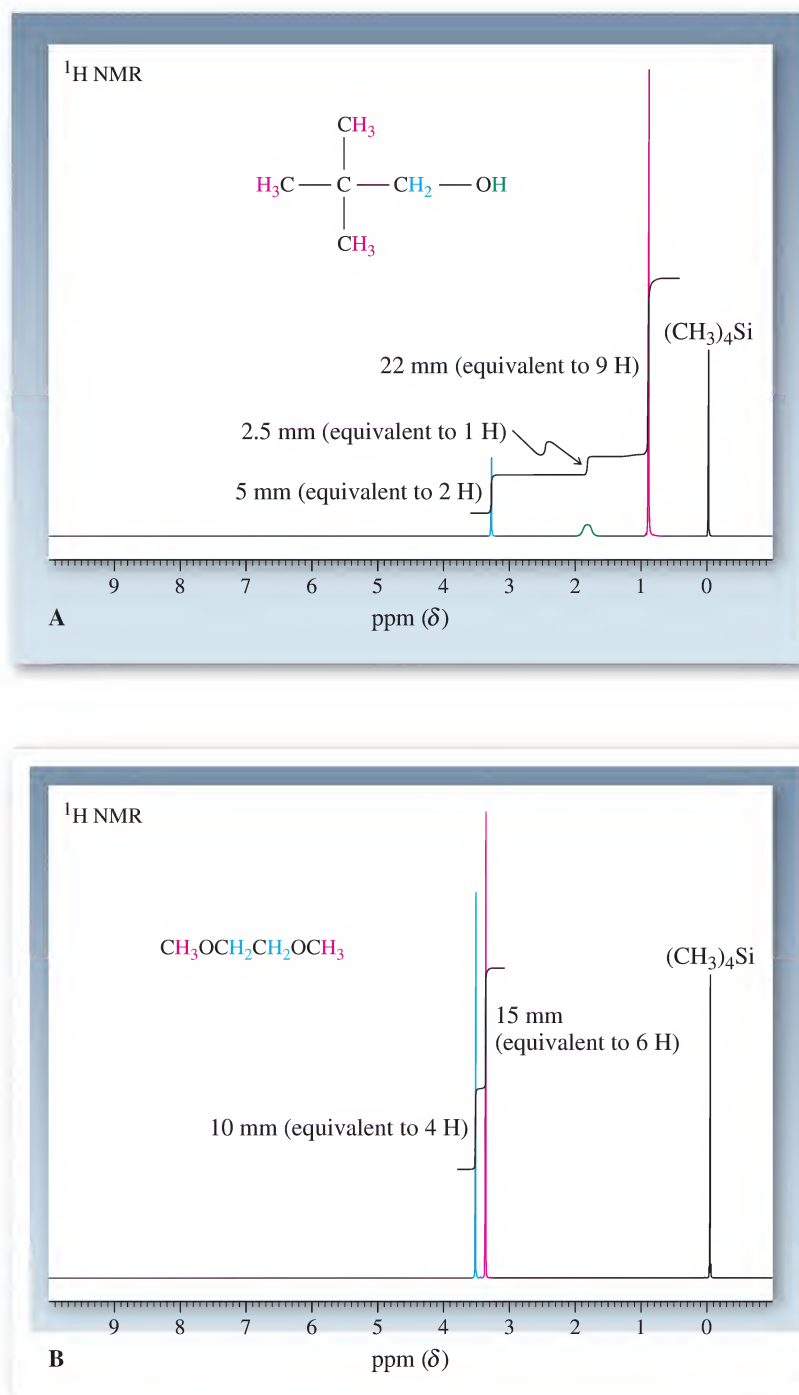 ¹H NMR
CH₃
H₃C — C — CH₂ — OH
CH₃
(CH₃)₄Si
22 mm (equivalent to 9 H)
2.5 mm (equivalent to 1 H)
5 mm (equivalent to 2 H)
9 8 7 6 5 4 3 2 1 0
A ppm (δ)
¹H NMR
CH₃OCH₂CH₂OCH₃
(CH₃)₄Si
15 mm
(equivalent to 6 H)
10 mm (equivalent to 4 H)
9 8 7 6 5 4 3 2 1 0
B ppm (δ)